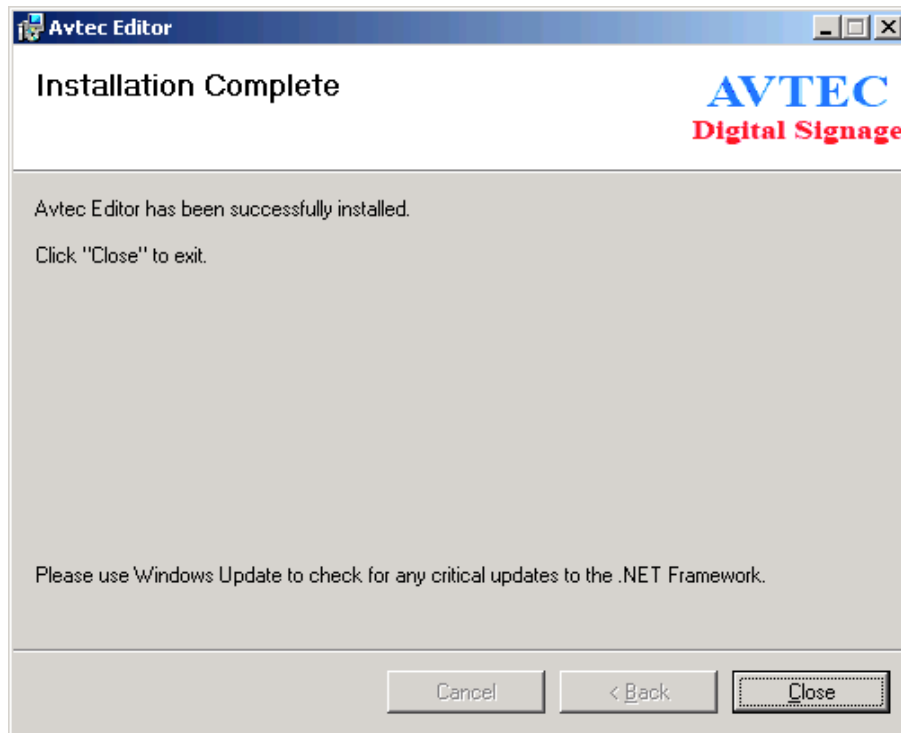 Avtec Editor
Installation Complete
AVTEC
Digital Signage
Avtec Editor has been successfully installed.
Click "Close" to exit.
Please use Windows Update to check for any critical updates to the .NET Framework.
Cancel < Back Close